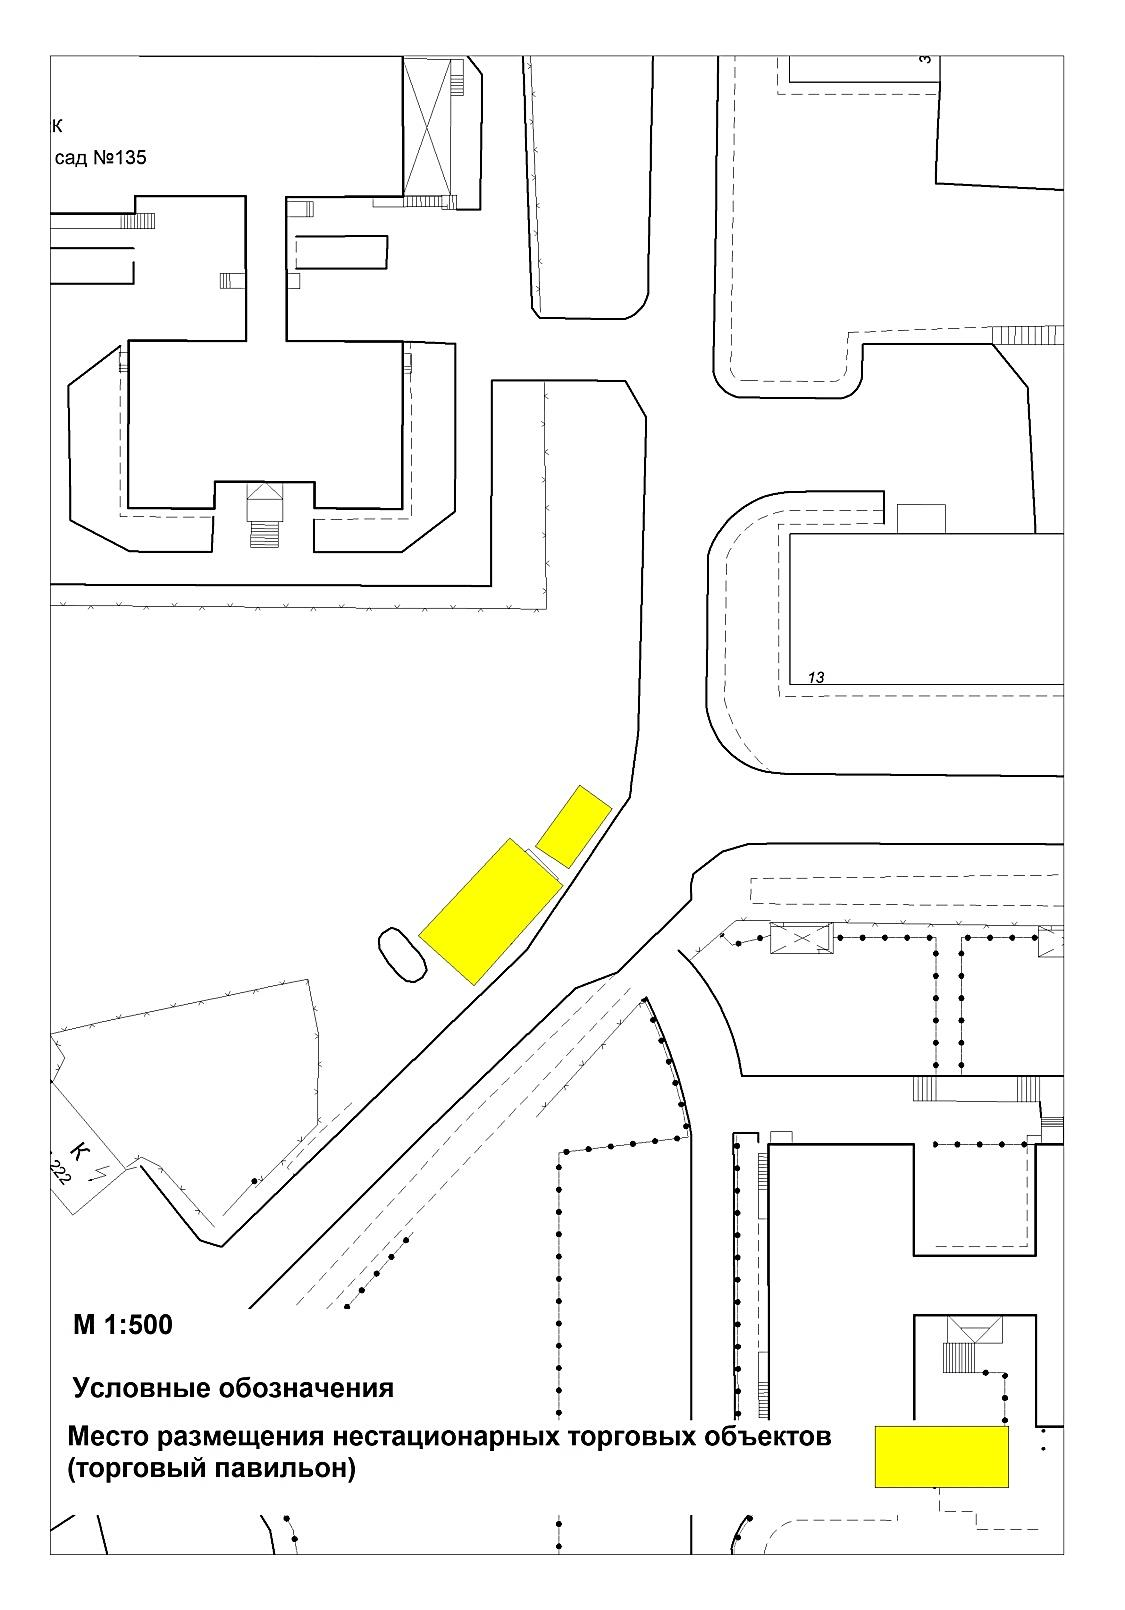 3
К
сад №135
13
К
222
М 1:500
Условные обозначения
Место размещения нестационарных торговых объектов
(торговый павильон)